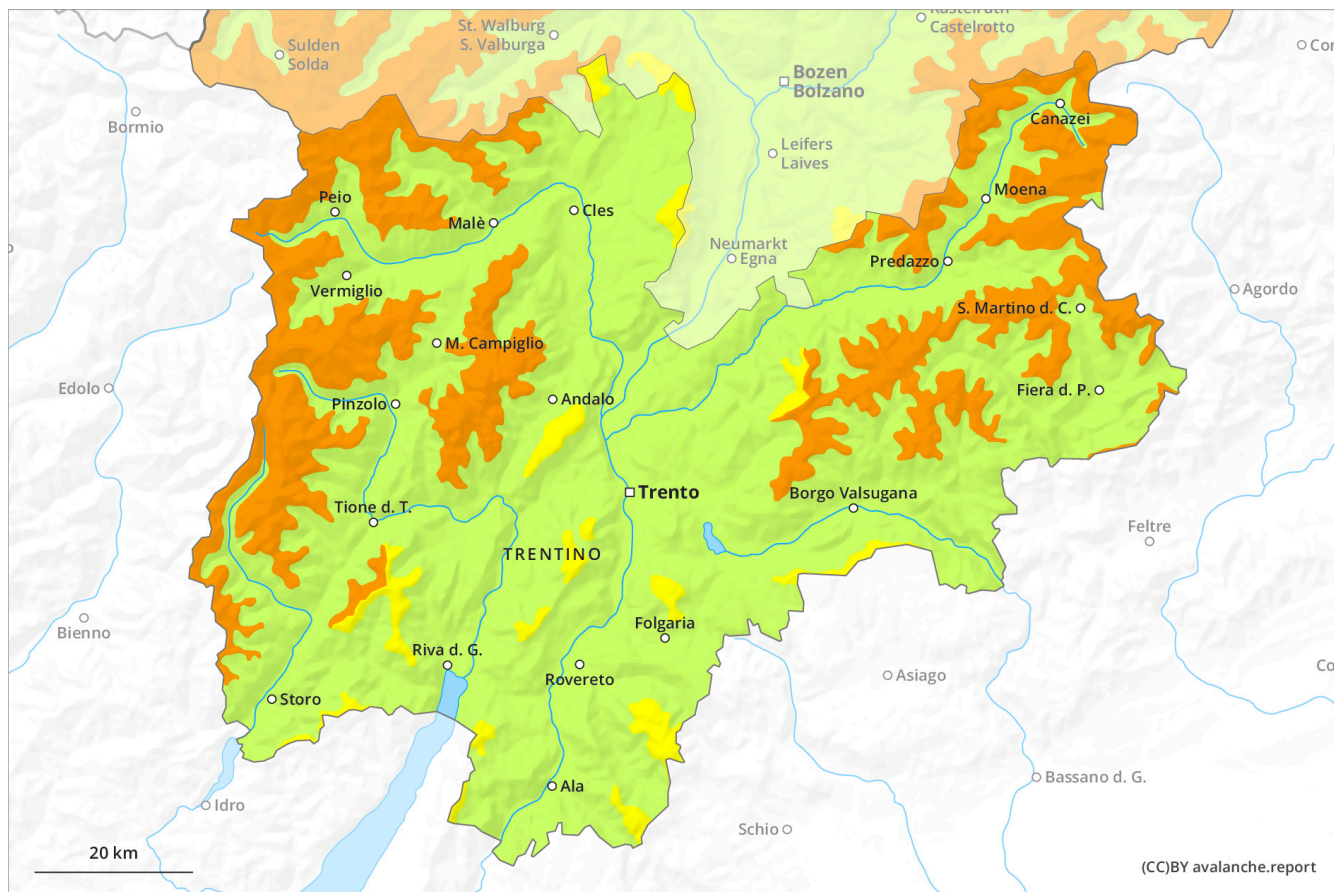 Kastelruth
Castelrotto
St. Walburg
S. Valburga
Sulden
Solda
Bozen
Bolzano
Bormio
Canazei
Leifers
Laives
Moena
Peio
Malè
Cles
Neumarkt
Egna
Predazzo
Vermiglio
Agordo
S. Martino d. C.
M. Campiglio
Edolo
Pinzolo
Andalo
Fiera d. P.
Trento
Borgo Valsugana
Tione d. T.
Feltre
TRENTINO
Bienno
Folgaria
Riva d. G.
Rovereto
Asiago
Storo
Bassano d. G.
Ala
Idro
Schio
20 km
(CC)BY avalanche.report